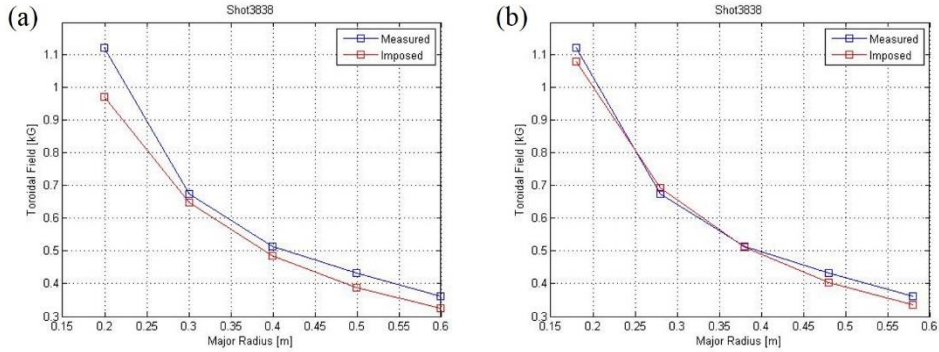 (a)
Shot3838
Measured
Imposed
Toroidal Field [kG]
1.1
1
0.9
0.8
0.7
0.6
0.5
0.4
0.3
0.15 0.2 0.25 0.3 0.35 0.4 0.45 0.5 0.55 0.6
Major Radius [m]
(b)
Shot3838
Measured
Imposed
Toroidal Field [kG]
1.1
1
0.9
0.8
0.7
0.6
0.5
0.4
0.3
0.15 0.2 0.25 0.3 0.35 0.4 0.45 0.5 0.55 0.6
Major Radius [m]